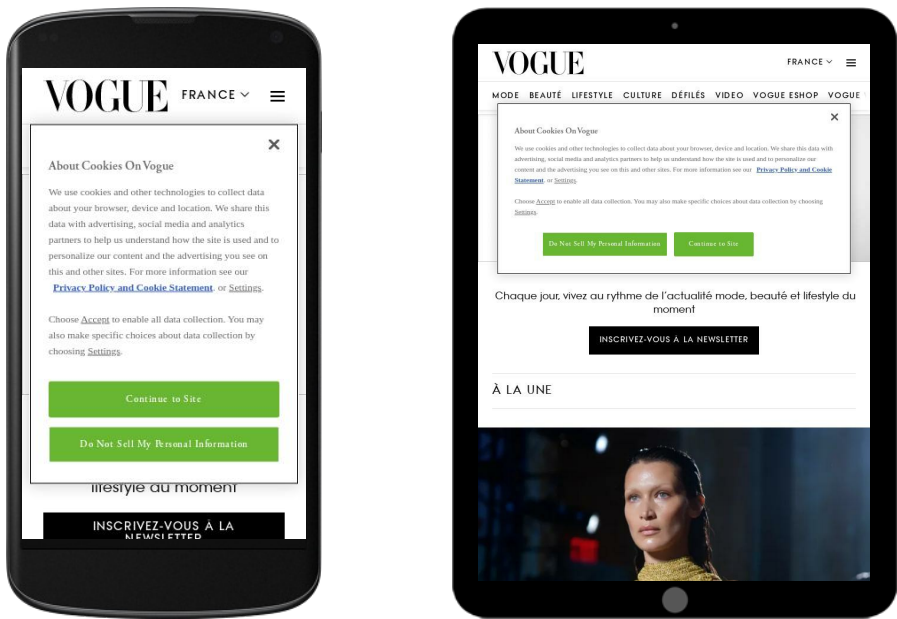 VOGUE FRANCE
About Cookies On Vogue
We use cookies and other technologies to collect data
about your browser, device and location. We share this
data with advertising, social media and analytics
partners to help us understand how the site is used and to
personalize our content and the advertising you see on
this and other sites. For more information see our
Privacy Policy and Cookie Statement. or Settings.
Choose Accept to enable all data collection. You may
also make specific choices about data collection by
choosing Settings.
Continue to Site
Do Not Sell My Personal Information
lifestyle du moment
INSCRIVEZ-VOUS À LA
NEWSLETTER
VOGUE FRANCE
MODE BEAUTÉ LIFESTYLE CULTURE DÉFILÉS VIDEO VOGUE ESHOP VOGUE
About Cookies On Vogue
We use cookies and other technologies to collect data about your browser, device and location. We share this data with
advertising, social media and analytics partners to help us understand how the site is used and to personalize our
content and the advertising you see on this and other sites. For more information see our Privacy Policy and Cookie
Statement. or Settings.
Choose Accept to enable all data collection. You may also make specific choices about data collection by choosing
Settings.
Do Not Sell My Personal Information Continue to Site
Chaque jour, vivez au rythme de l'actualité mode, beauté et lifestyle du
moment
INSCRIVEZ-VOUS À LA NEWSLETTER
À LA UNE